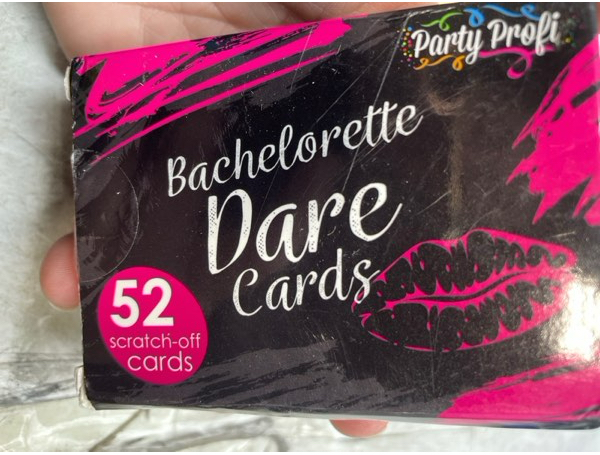 Party Profi
Bachelorette
Dare
Cards
52
scratch-off
cards